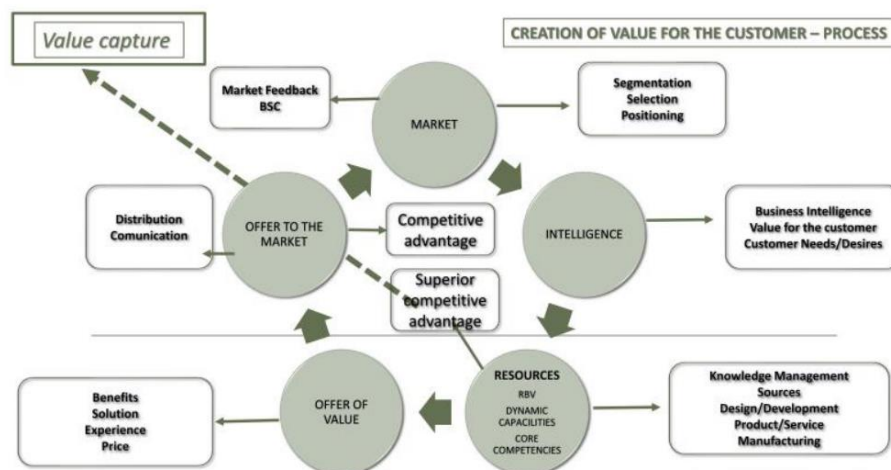 Value capture
CREATION OF VALUE FOR THE CUSTOMER – PROCESS
Market Feedback
BSC
MARKET
Segmentation
Selection
Positioning
Distribution
Comunication
OFFER TO THE
MARKET
Competitive
advantage
INTELLIGENCE
Business Intelligence
Value for the customer
Customer Needs/Desires
Superior
competitive
advantage
Benefits
Solution
Experience
Price
OFFER OF
VALUE
RESOURCES
RBV
DYNAMIC
CAPACILITIES
CORE
COMPETENCIES
Knowledge Management
Sources
Design/Development
Product/Service
Manufacturing